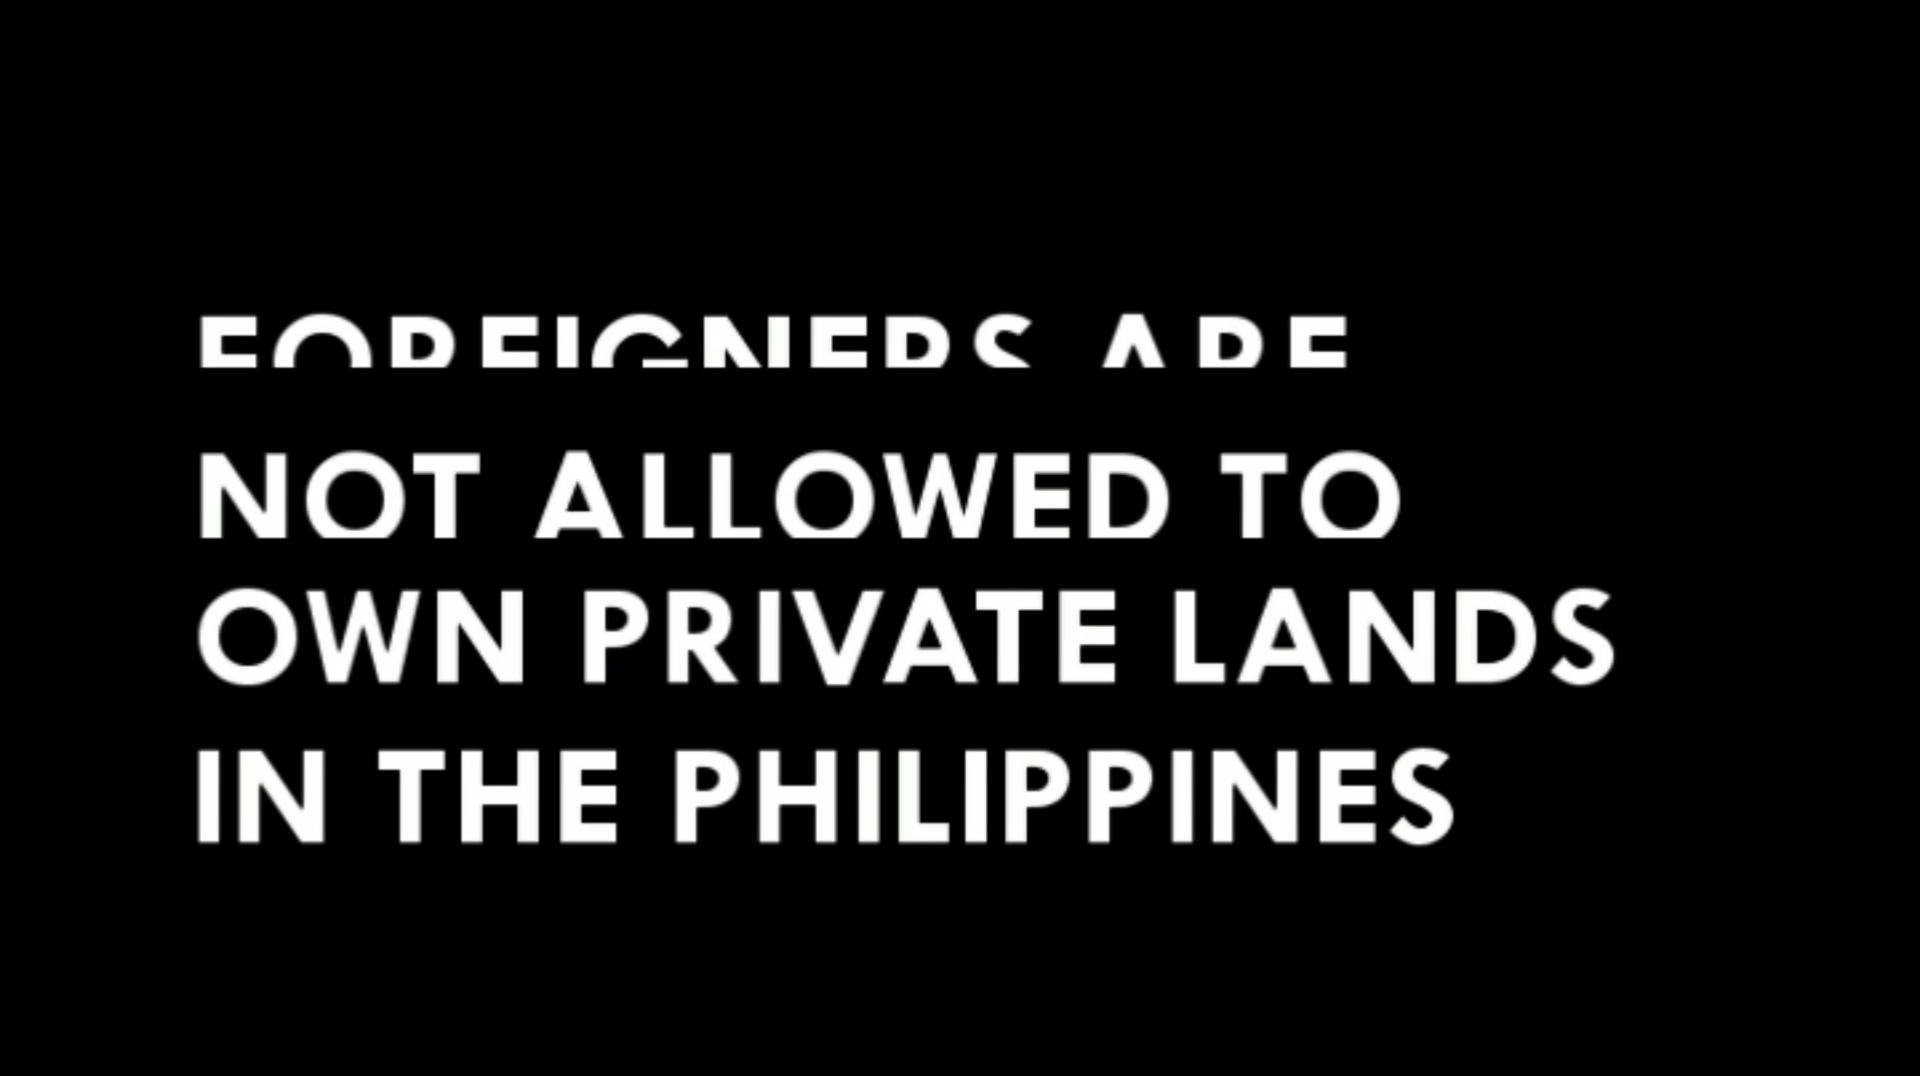 FOREIGNERS ARE
NOT ALLOWED TO
OWN PRIVATE LANDS
IN THE PHILIPPINES